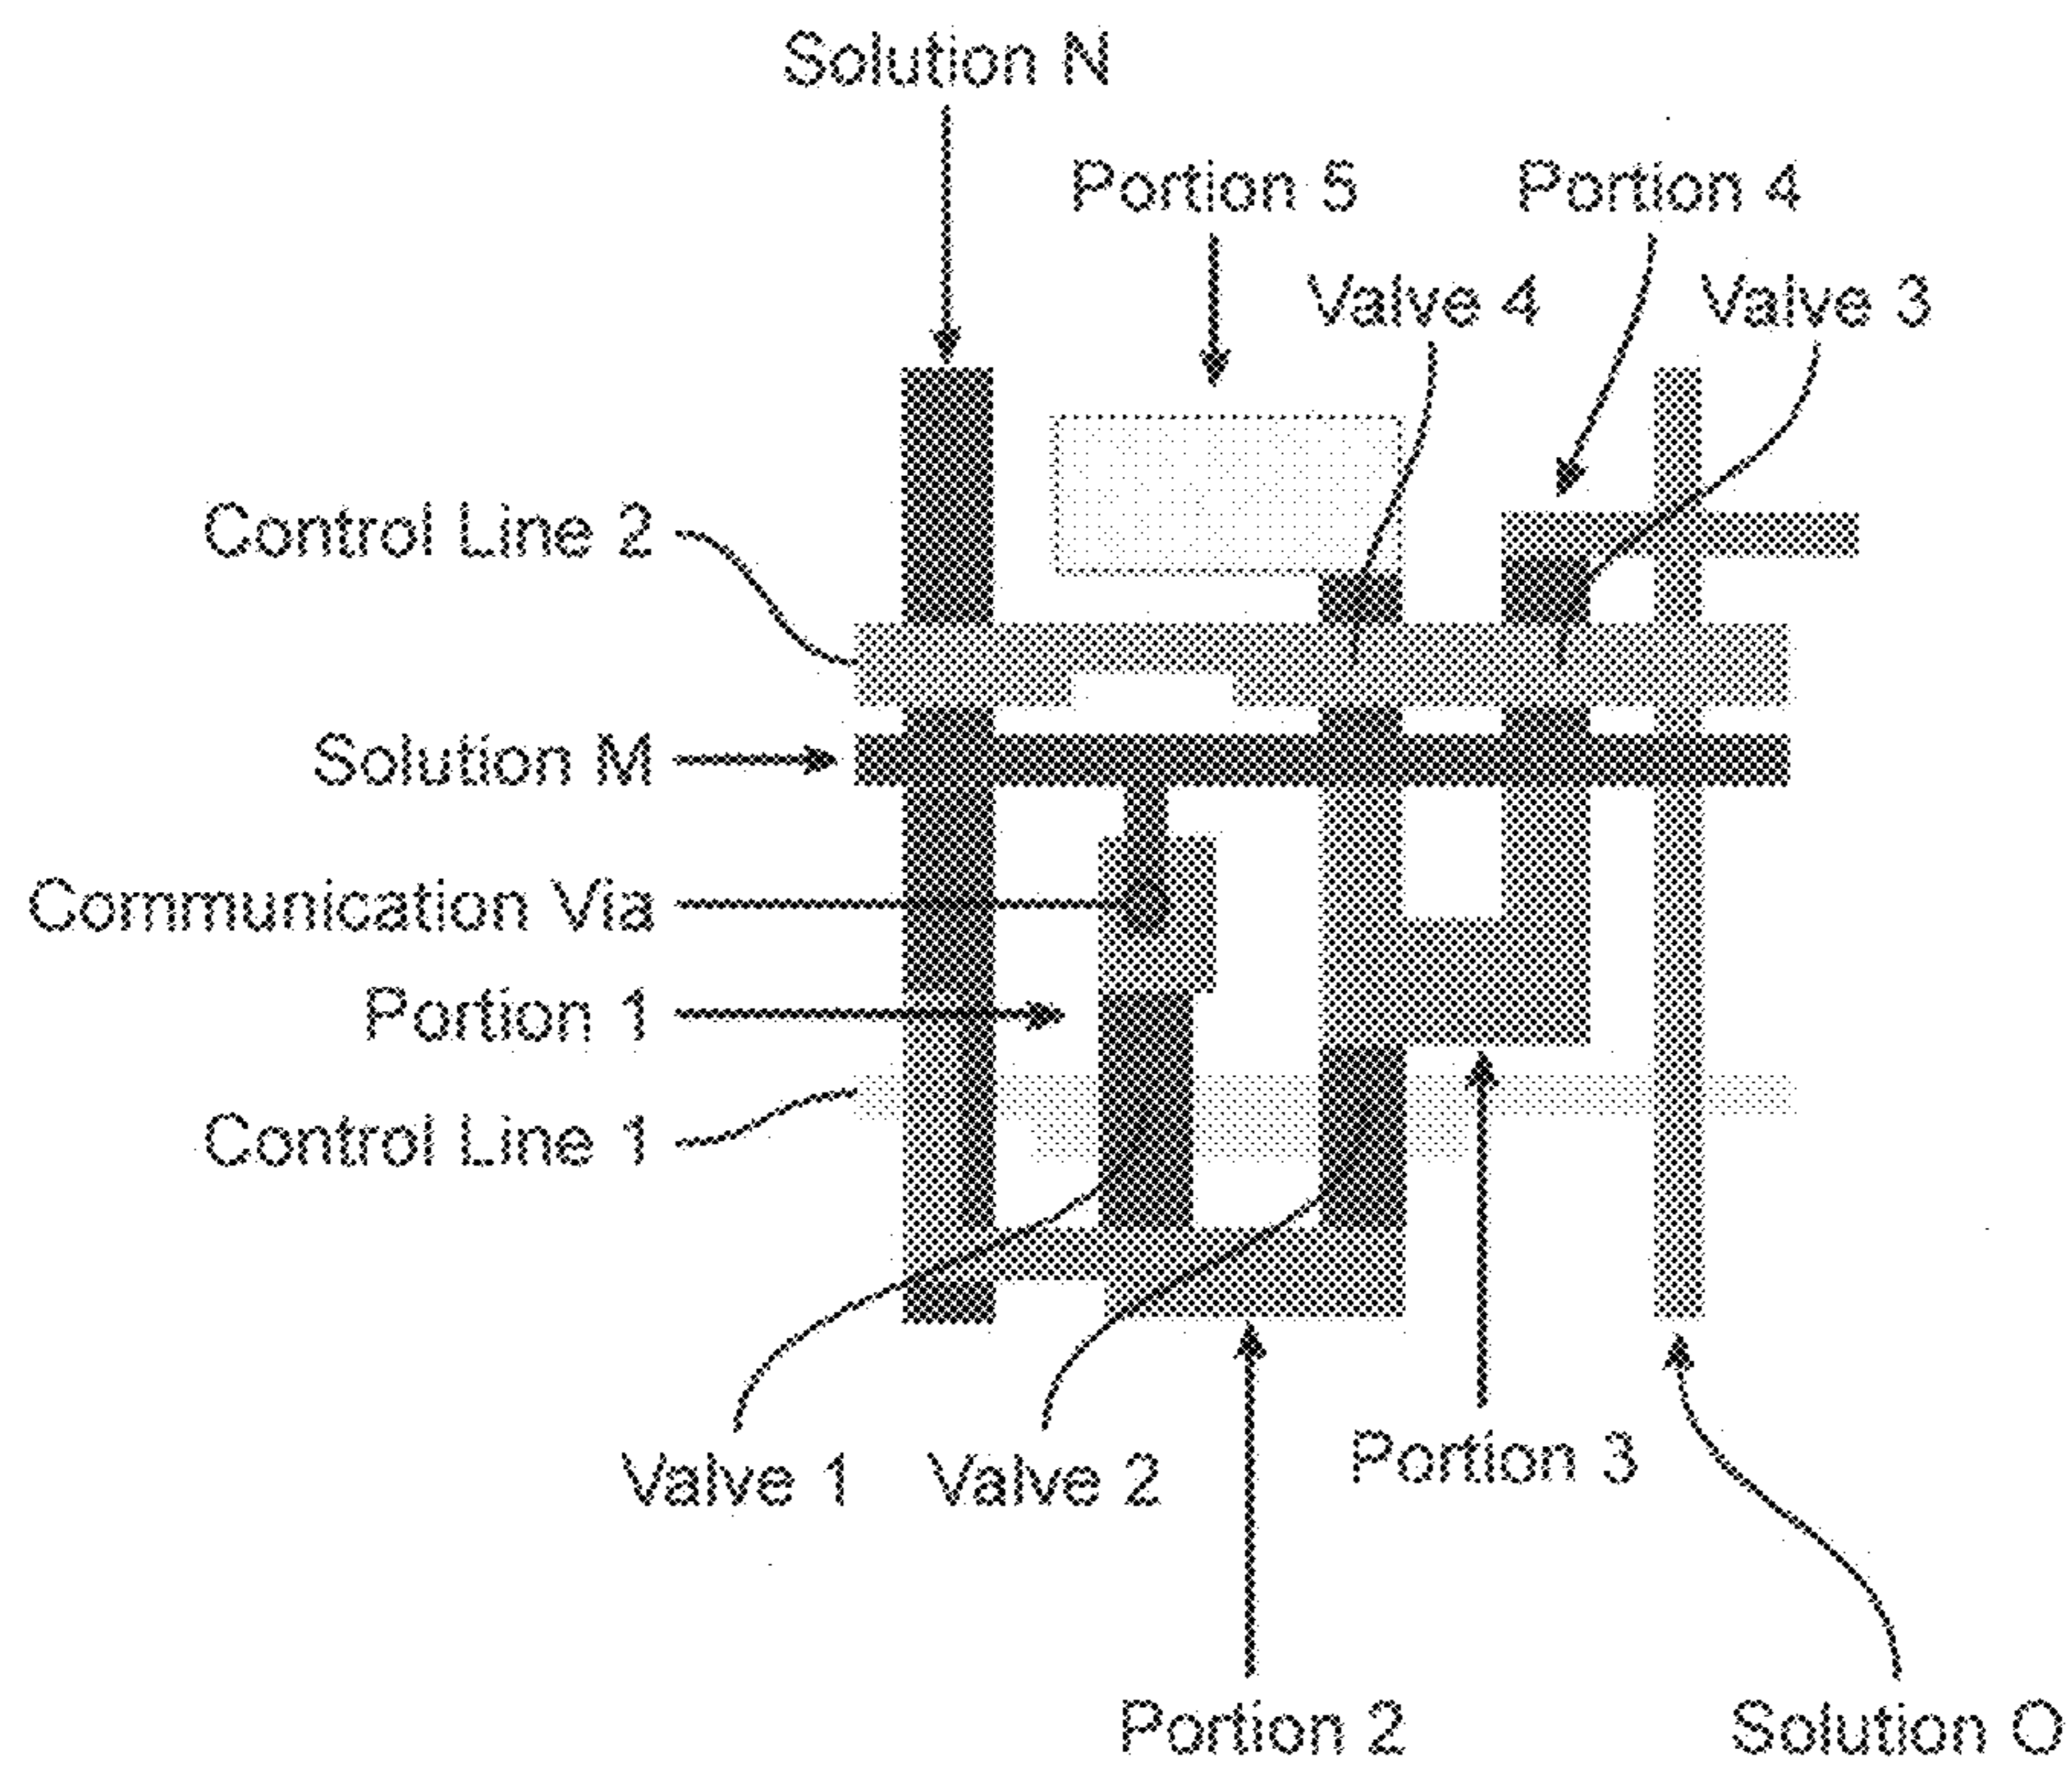 Solution N
Portion 5
Portion 4
Valve 4
Valve 3
Control Line 2
Solution M
Communication Via
Portion 1
Control Line 1
Valve 1
Valve 2
Portion 3
Portion 2
Solution O